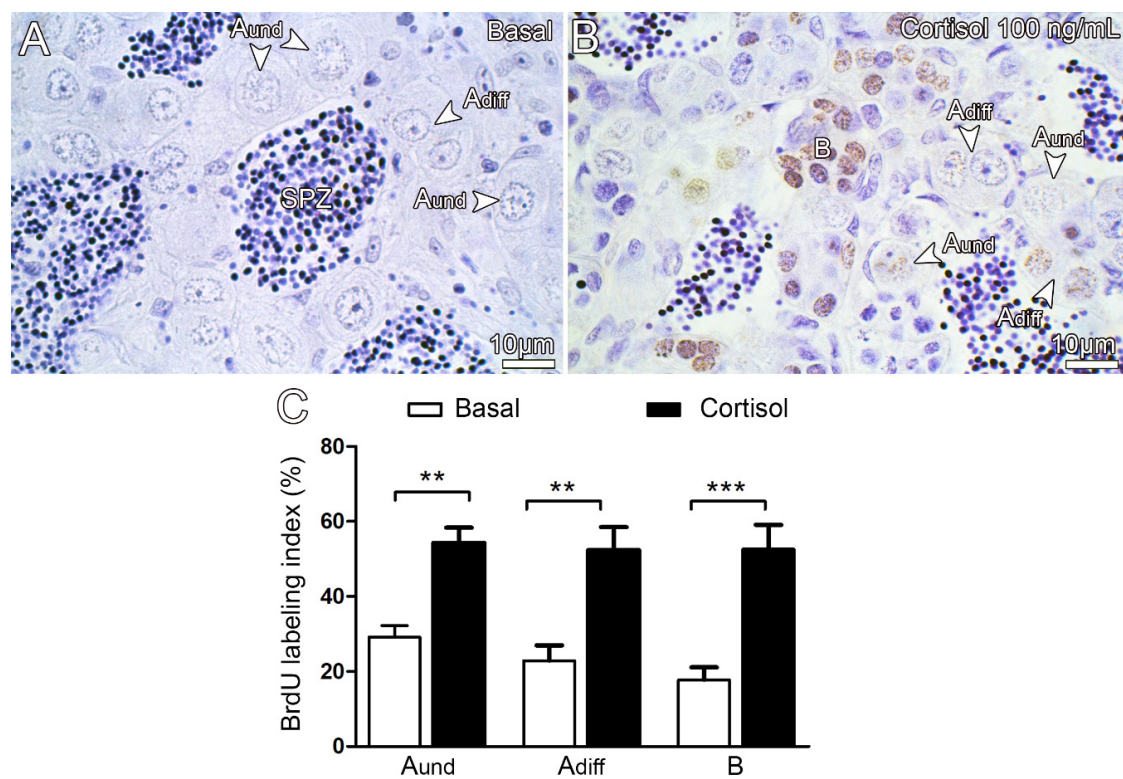 A
Basal
Aund
Adiff
SPZ
Aund
10µm
B
Cortisol 100 ng/mL
Adiff
Aund
B
Aund
Adiff
10µm
C
Basal
Cortisol
BrdU labeling index (%)
80
60
40
20
0
**
**
***
Aund
Adiff
B